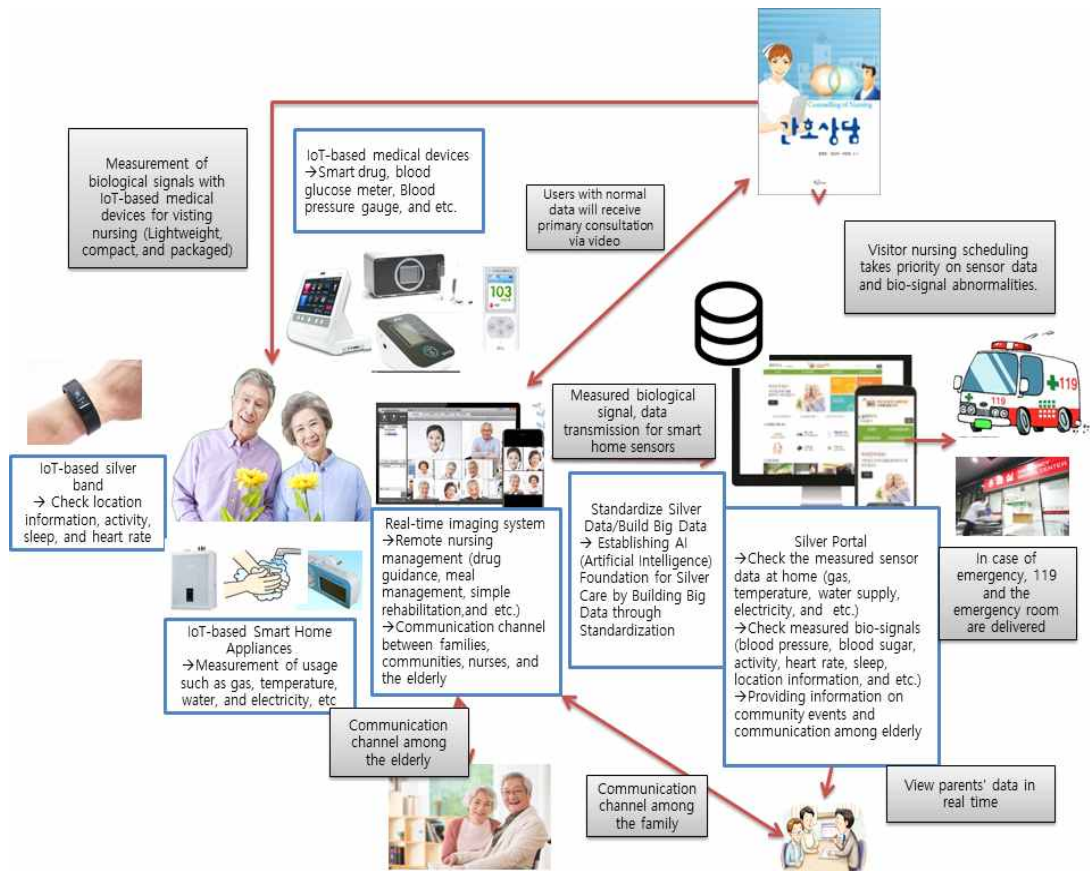 Counselling of Nursing
간호상담
Measurement of
biological signals with
IoT-based medical
devices for visting
nursing (Lightweight,
compact, and packaged)
IoT-based medical devices
→Smart drug, blood
glucose meter, Blood
pressure gauge, and etc.
Users with normal
data will receive
primary consultation
via video
Visitor nursing scheduling
takes priority on sensor data
and bio-signal abnormalities.
103
119
119
Measured biological
signal, data
transmission for smart
home sensors
IoT-based silver
band
→ Check location
information, activity,
sleep, and heart rate
Real-time imaging system
→Remote nursing
management (drug
guidance, meal
management, simple
rehabilitation,and etc.)
→Communication channel
between families,
communities, nurses, and
the elderly
Standardize Silver
Data/Build Big Data
→ Establishing AI
(Artificial Intelligence)
Foundation for Silver
Care by Building Big
Data through
Standardization
Silver Portal
→Check the measured sensor
data at home (gas,
temperature, water supply,
electricity, and etc.)
→Check measured bio-signals
(blood pressure, blood sugar,
activity, heart rate, sleep,
location information, and etc.)
→Providing information on
community events and
communication among elderly
In case of
emergency, 119
and the
emergency room
are delivered
IoT-based Smart Home
Appliances
→Measurement of usage
such as gas, temperature,
water, and electricity, etc
Communication
channel among
the elderly
Communication
channel among
the family
View parents' data in
real time